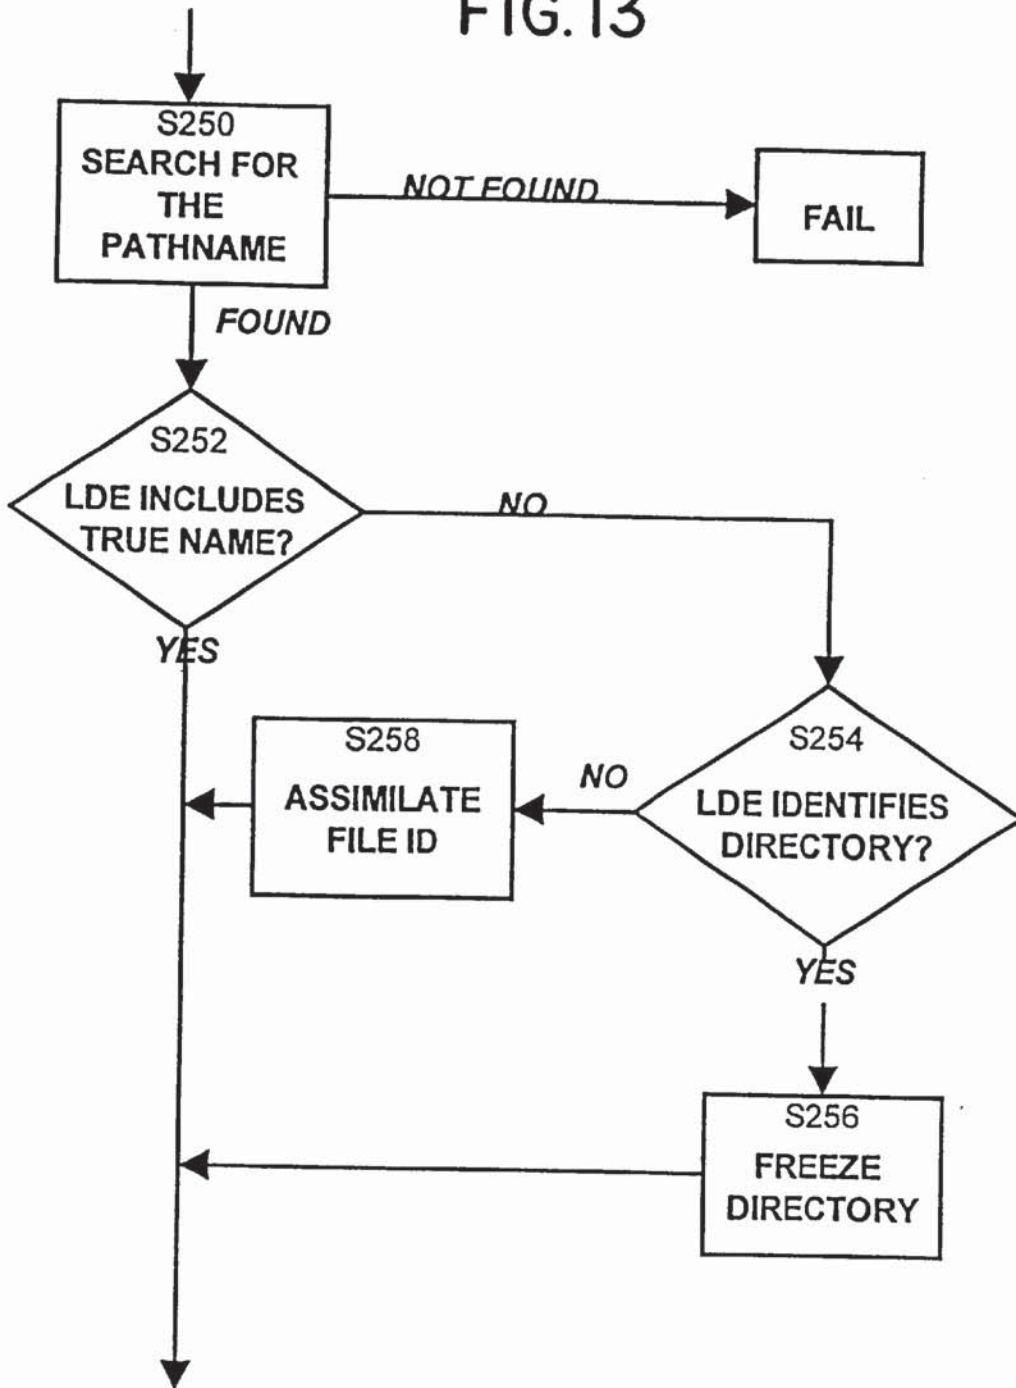 FIG. 13
S250
SEARCH FOR
THE
PATHNAME
NOT FOUND
FAIL
FOUND
S252
LDE INCLUDES
TRUE NAME?
NO
YES
S254
LDE IDENTIFIES
DIRECTORY?
NO
S258
ASSIMILATE
FILE ID
YES
S256
FREEZE
DIRECTORY